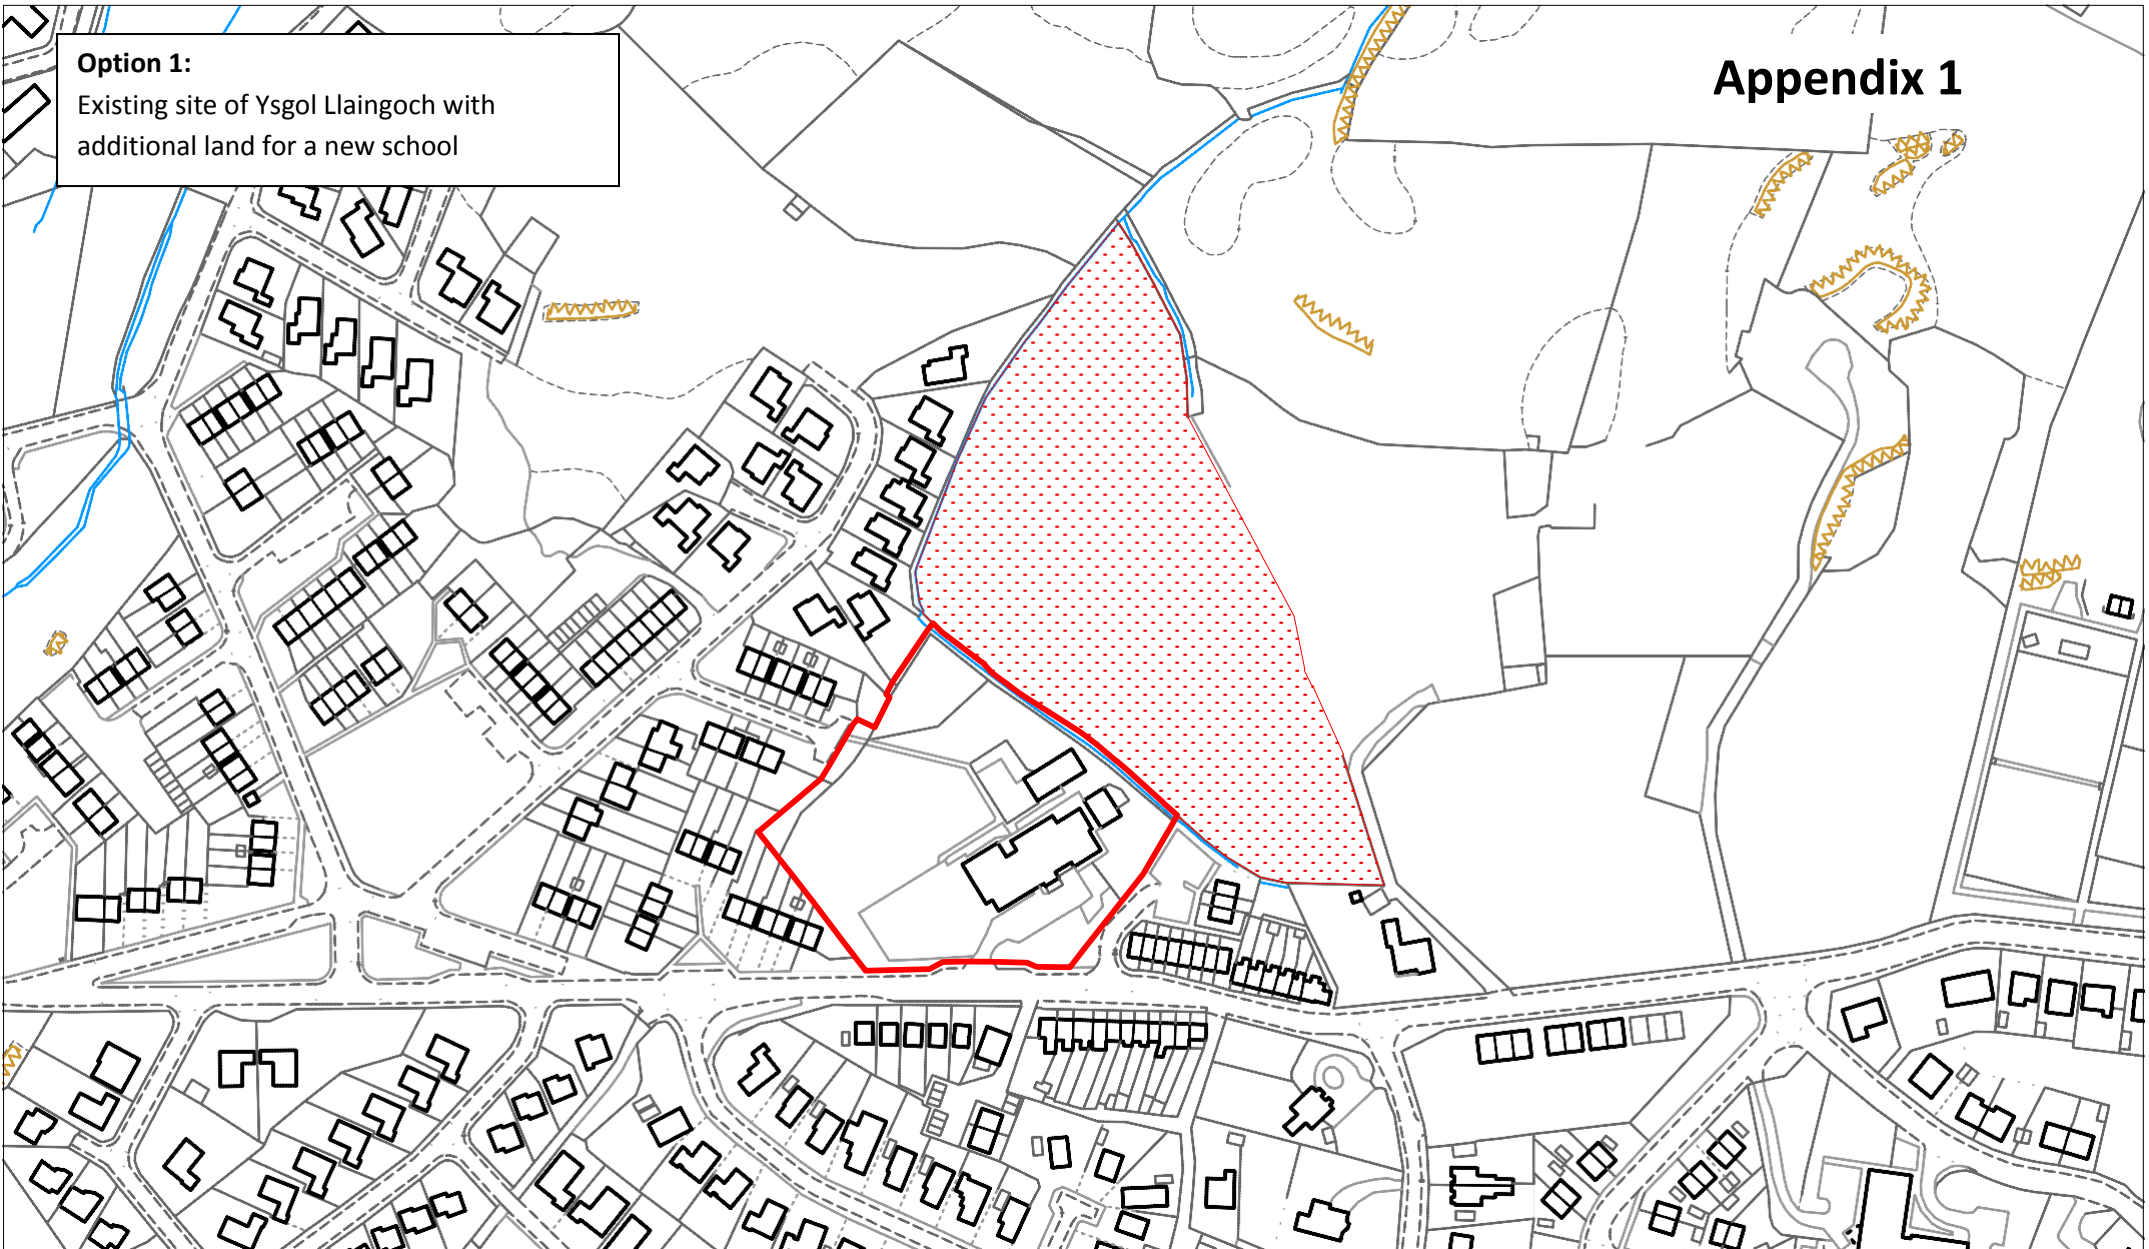 Option 1:
Existing site of Ysgol Llaingoch with
additional land for a new school
Appendix 1